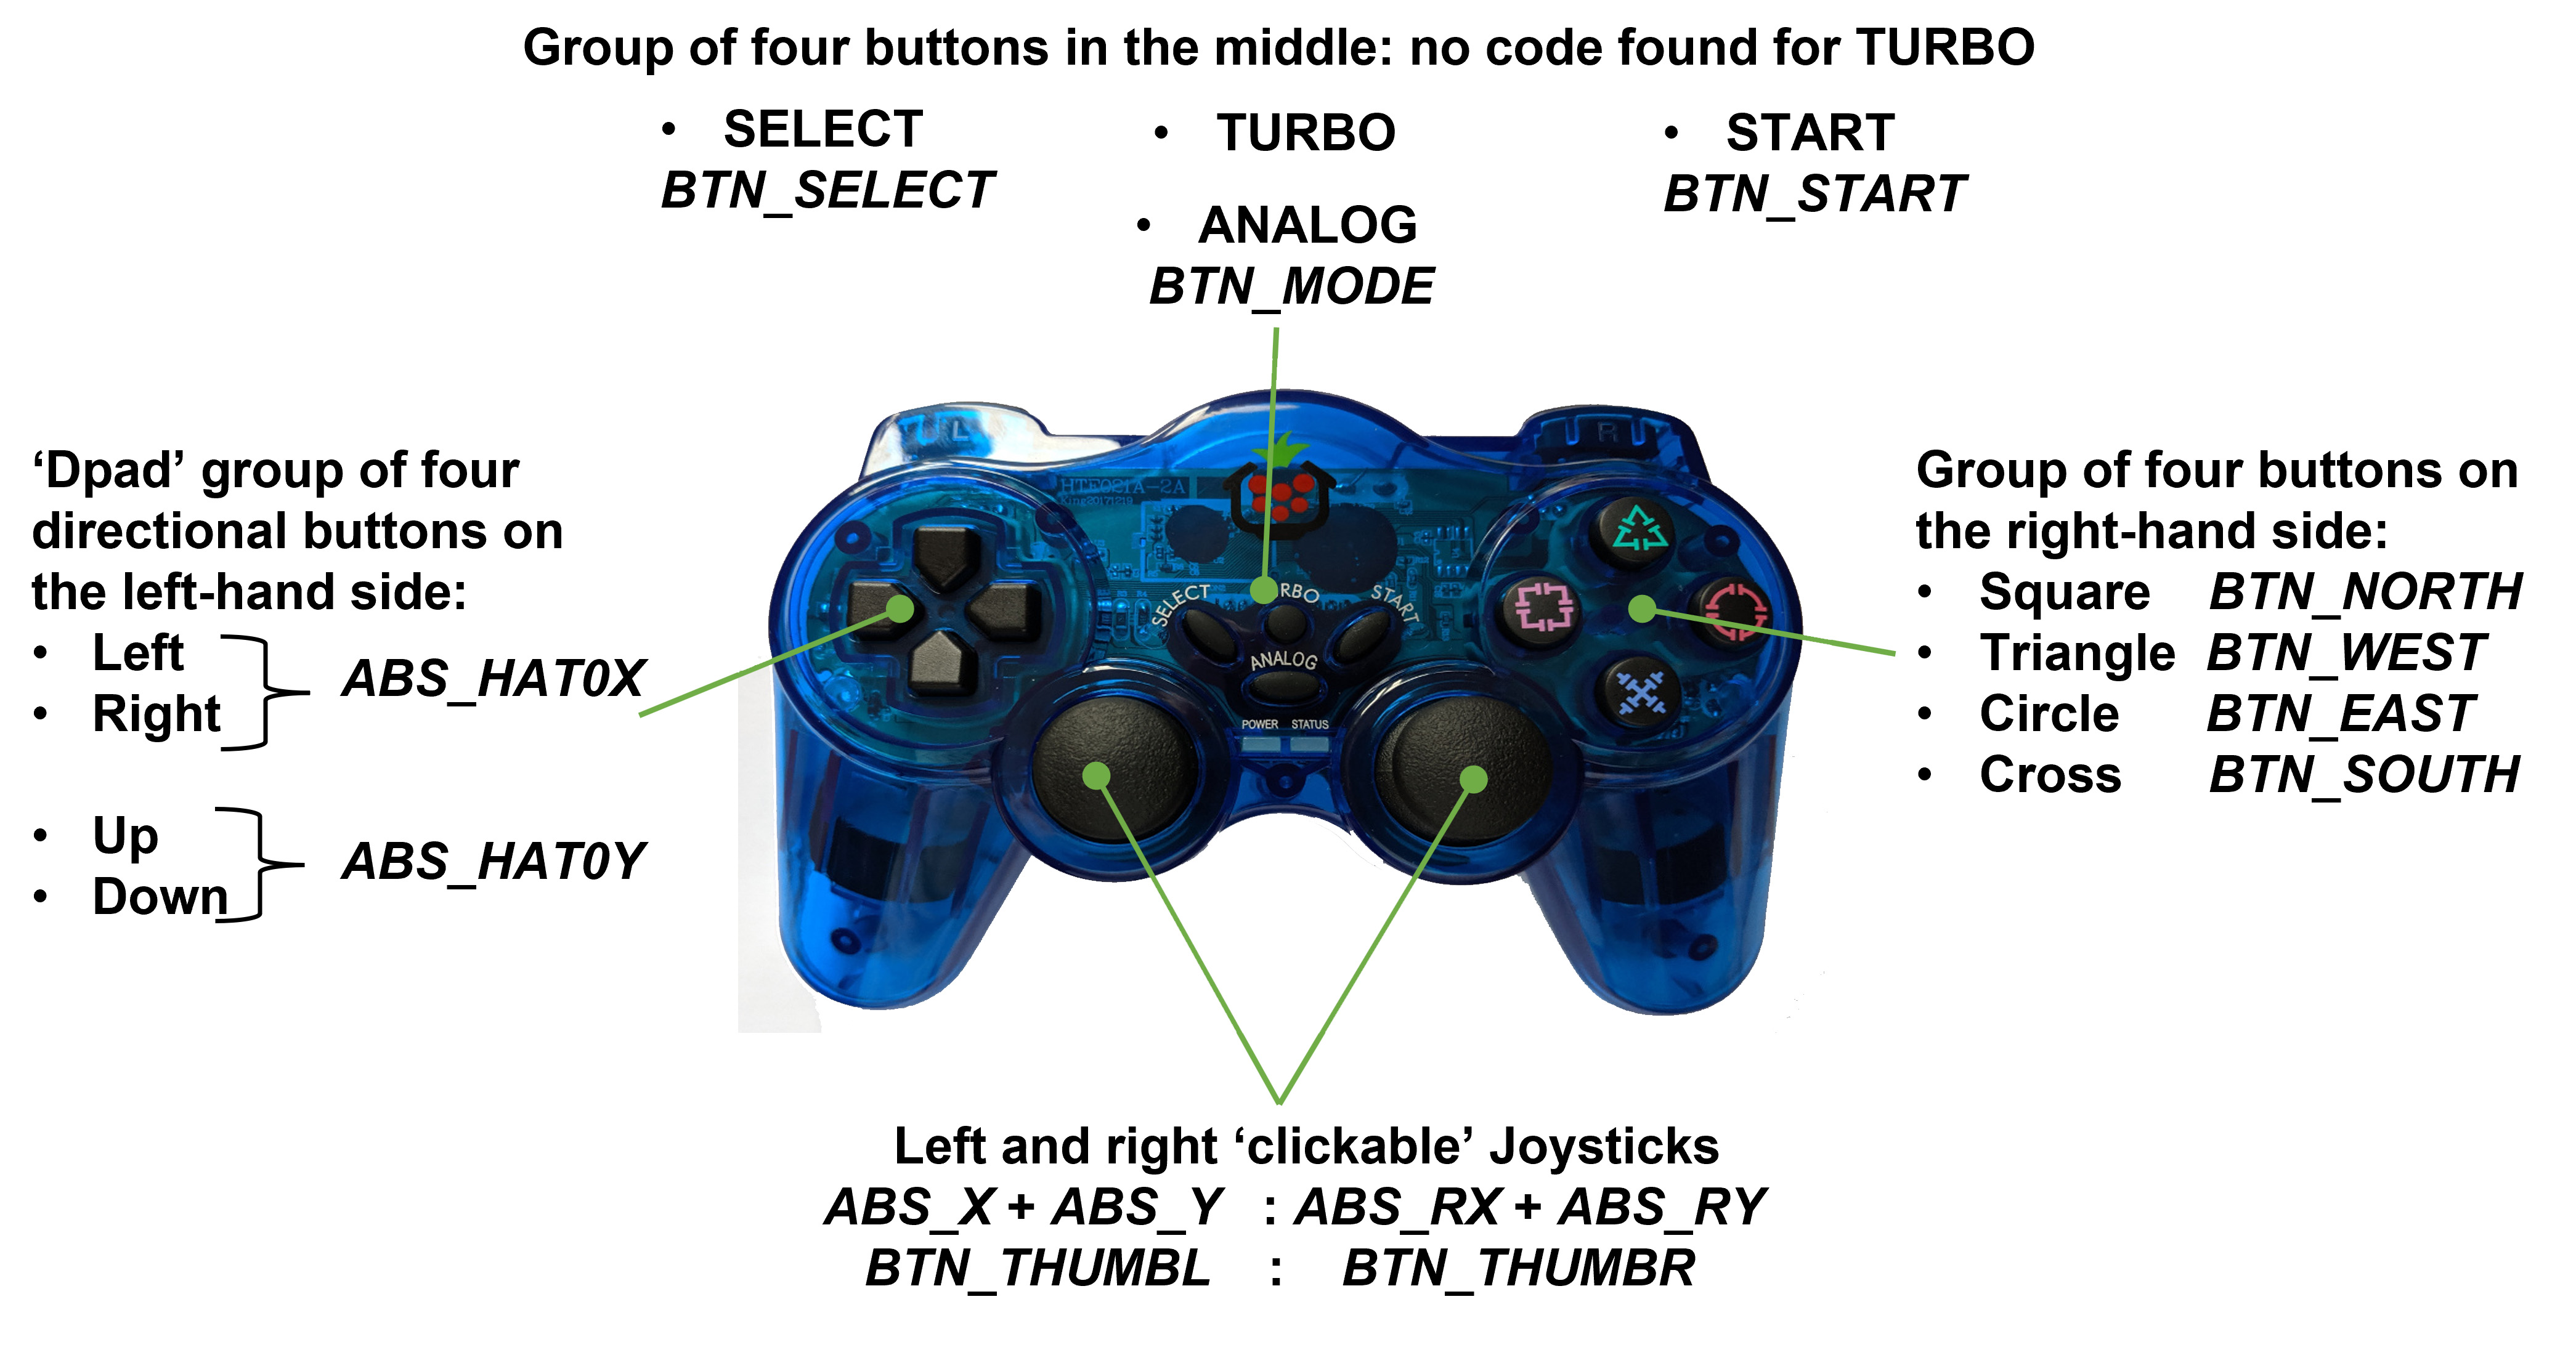 Group of four buttons in the middle: no code found for TURBO
• SELECT
BTN_SELECT
• TURBO
• ANALOG
BTN_MODE
• START
BTN_START
‘Dpad’ group of four
directional buttons on
the left-hand side:
• Left
• Right
ABS_HAT0X
• Up
• Down
ABS_HAT0Y
L
R
HTF021A-2A
SELECT
RBO
START
ANALOG
POWER STATUS
Group of four buttons on
the right-hand side:
• Square BTN_NORTH
• Triangle BTN_WEST
• Circle BTN_EAST
• Cross BTN_SOUTH
Left and right ‘clickable’ Joysticks
ABS_X + ABS_Y : ABS_RX + ABS_RY
BTN_THUMBL : BTN_THUMBR